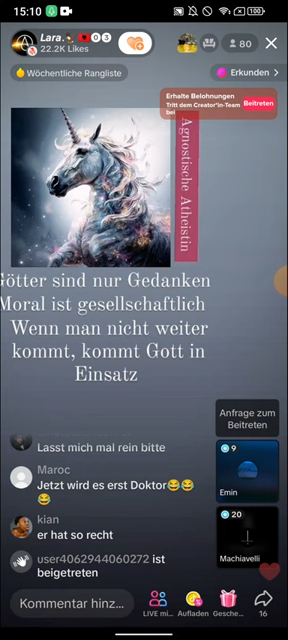 15:10
100
Lara.
0 3
22.2K Likes
80
Wöchentliche Rangliste
Erkunden >
Erhalte Belohnungen
Tritt dem Creator*in-Team
bei
Beitreten
Agnostische Atheistin
Götter sind nur Gedanken
Moral ist gesellschaftlich
Wenn man nicht weiter
kommt, kommt Gott in
Einsatz
Anfrage zum
Beitreten
Lasst mich mal rein bitte
9
Emin
Maroc
Jetzt wird es erst Doktor😂😂
😂
20
Machiavelli
kian
er hat so recht
user4062944060272 ist
beigetreten
Kommentar hinz...
LIVE mi...
Aufladen
Gesche...
16